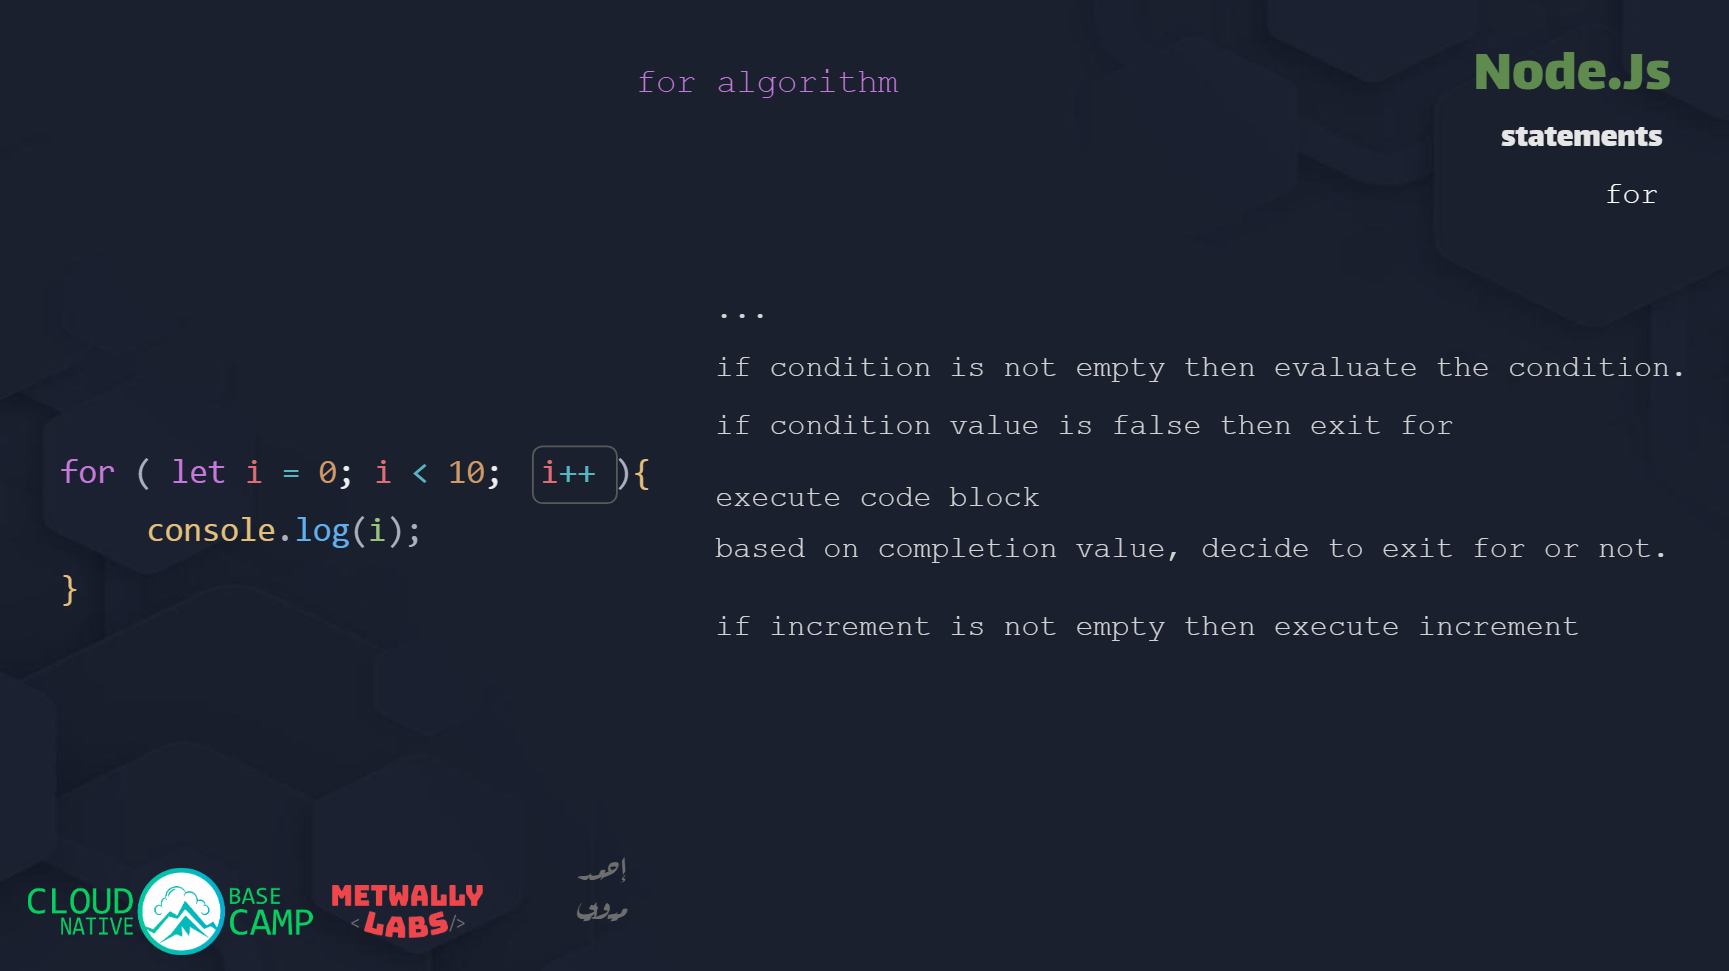 for algorithm
Node.Js
statements
for
...
if condition is not empty then evaluate the condition.
if condition value is false then exit for
for ( let i = 0; i < 10; i++ ){
console.log(i);
}
execute code block
based on completion value, decide to exit for or not.
if increment is not empty then execute increment
CLOUD NATIVE
BASE CAMP
METWALLY
<LABS/>